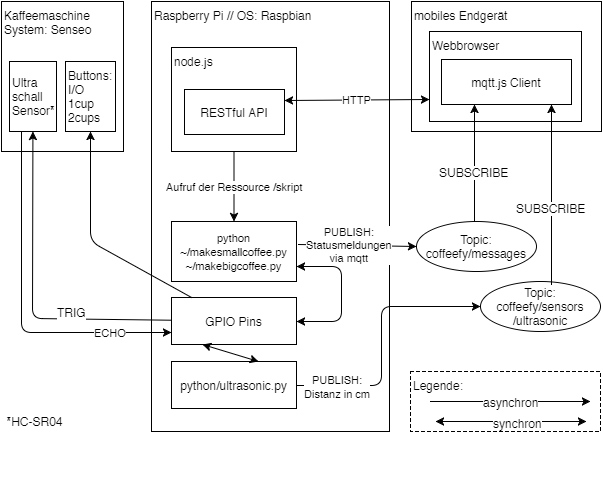 Kaffeemaschine
System: Senseo
Ultra
schall
Sensor*
Buttons:
I/O
1cup
2cups
Raspberry Pi // OS: Raspbian
node.js
RESTful API
HTTP
mobiles Endgerät
Webbrowser
mqtt.js Client
Aufruf der Ressource /skript
SUBSCRIBE
SUBSCRIBE
python
~/makesmallcoffee.py
~/makebigcoffee.py
PUBLISH:
Statusmeldungen
via mqtt
Topic:
coffeefy/messages
Topic:
coffeefy/sensors
/ultrasonic
TRIG
ECHO
GPIO Pins
python/ultrasonic.py
PUBLISH:
Distanz in cm
Legende:
asynchron
synchron
*HC-SR04